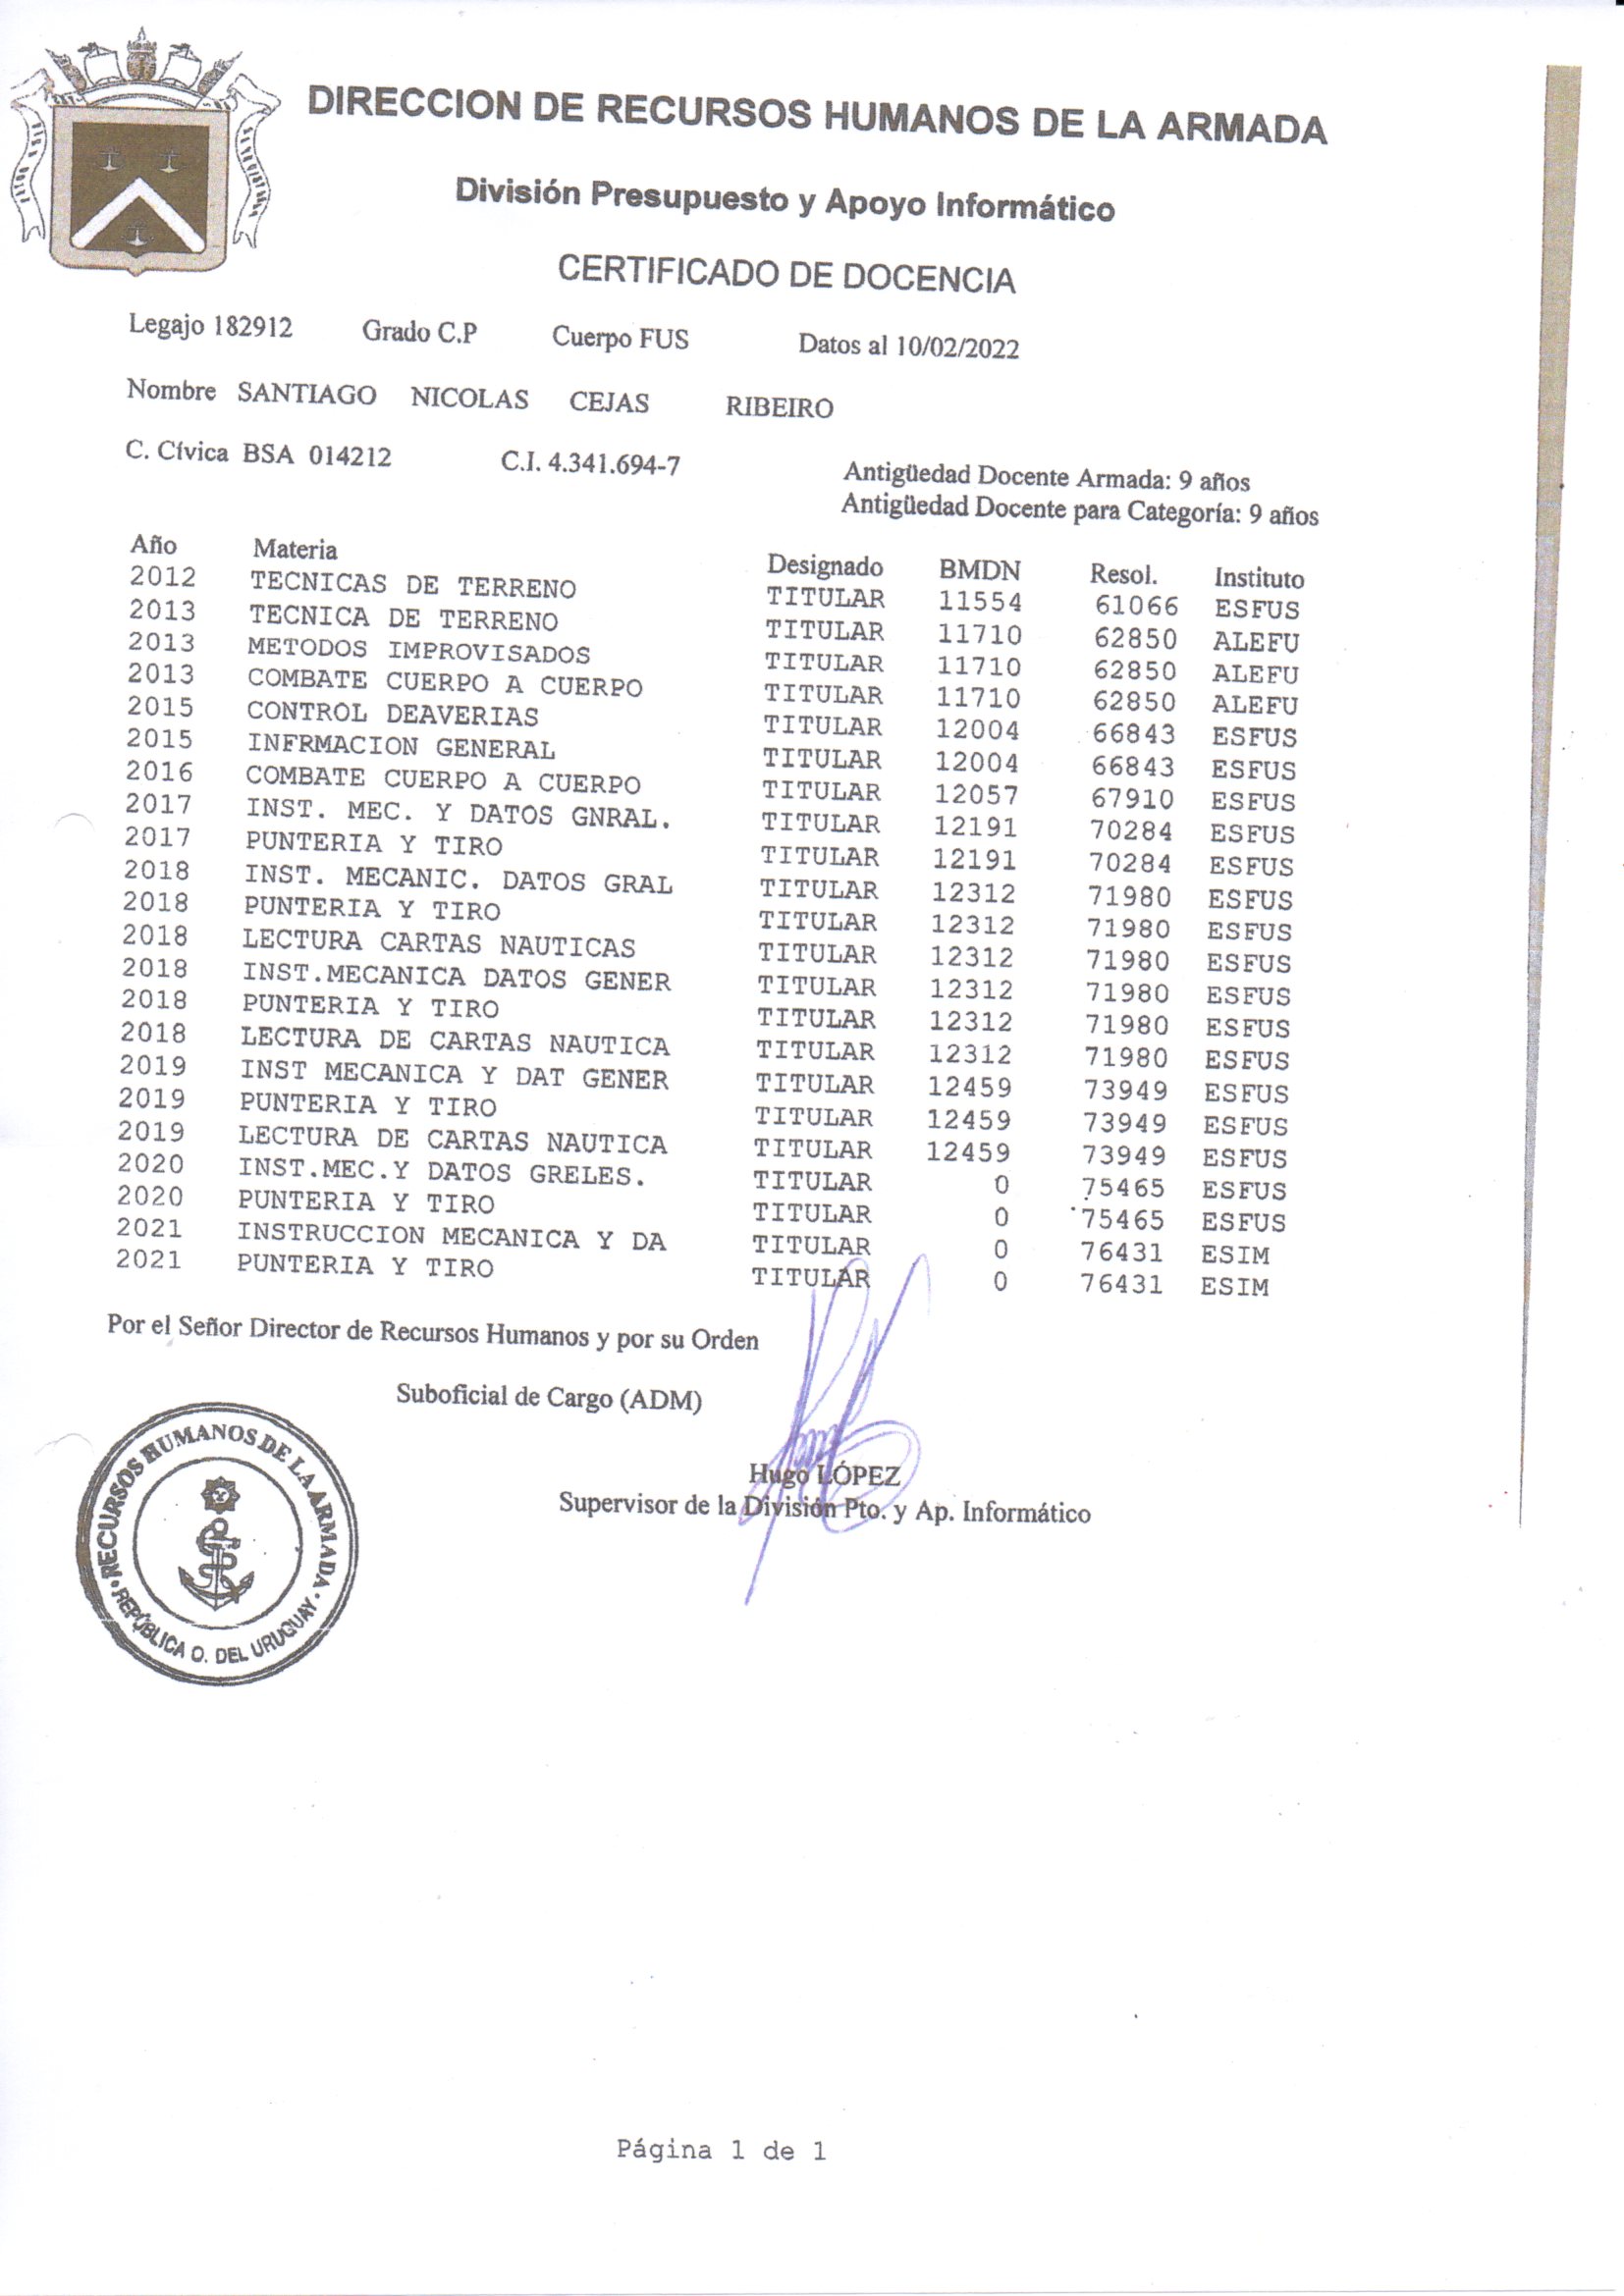 DIRECCION DE RECURSOS HUMANOS DE LA ARMADA
División Presupuesto y Apoyo Informático
CERTIFICADO DE DOCENCIA
Legajo 182912 Grado C.P Cuerpo FUS Datos al 10/02/2022
Nombre SANTIAGO NICOLAS CEJAS RIBEIRO
C. Cívica BSA 014212 C.I. 4.341.694-7
Antigüedad Docente Armada: 9 años
Antigüedad Docente para Categoría: 9 años
Año Materia Designado BMDN Resol. Instituto
2012 TECNICAS DE TERRENO TITULAR 11554 61066 ESFUS
2013 TECNICA DE TERRENO TITULAR 11710 62850 ALEFU
2013 METODOS IMPROVISADOS TITULAR 11710 62850 ALEFU
2013 COMBATE CUERPO A CUERPO TITULAR 11710 62850 ALEFU
2015 CONTROL DEAVERIAS TITULAR 12004 66843 ESFUS
2015 INFRMACION GENERAL TITULAR 12004 66843 ESFUS
2016 COMBATE CUERPO A CUERPO TITULAR 12057 67910 ESFUS
2017 INST. MEC. Y DATOS GNRAL. TITULAR 12191 70284 ESFUS
2017 PUNTERIA Y TIRO TITULAR 12191 70284 ESFUS
2018 INST. MECANIC. DATOS GRAL TITULAR 12312 71980 ESFUS
2018 PUNTERIA Y TIRO TITULAR 12312 71980 ESFUS
2018 LECTURA CARTAS NAUTICAS TITULAR 12312 71980 ESFUS
2018 INST.MECANICA DATOS GENER TITULAR 12312 71980 ESFUS
2018 PUNTERIA Y TIRO TITULAR 12312 71980 ESFUS
2018 LECTURA DE CARTAS NAUTICA TITULAR 12312 71980 ESFUS
2019 INST MECANICA Y DAT GENER TITULAR 12459 73949 ESFUS
2019 PUNTERIA Y TIRO TITULAR 12459 73949 ESFUS
2019 LECTURA DE CARTAS NAUTICA TITULAR 12459 73949 ESFUS
2020 INST.MEC.Y DATOS GRELES. TITULAR 0 75465 ESFUS
2020 PUNTERIA Y TIRO TITULAR 0 75465 ESFUS
2021 INSTRUCCION MECANICA Y DA TITULAR 0 76431 ESIM
2021 PUNTERIA Y TIRO TITULAR 0 76431 ESIM
Por el Señor Director de Recursos Humanos y por su Orden
Suboficial de Cargo (ADM)
Hugo LÓPEZ
Supervisor de la División Pto. y Ap. Informático
RECURSOS HUMANOS DE LA ARMADA
REPÚBLICA O. DEL URUGUAY
Página 1 de 1